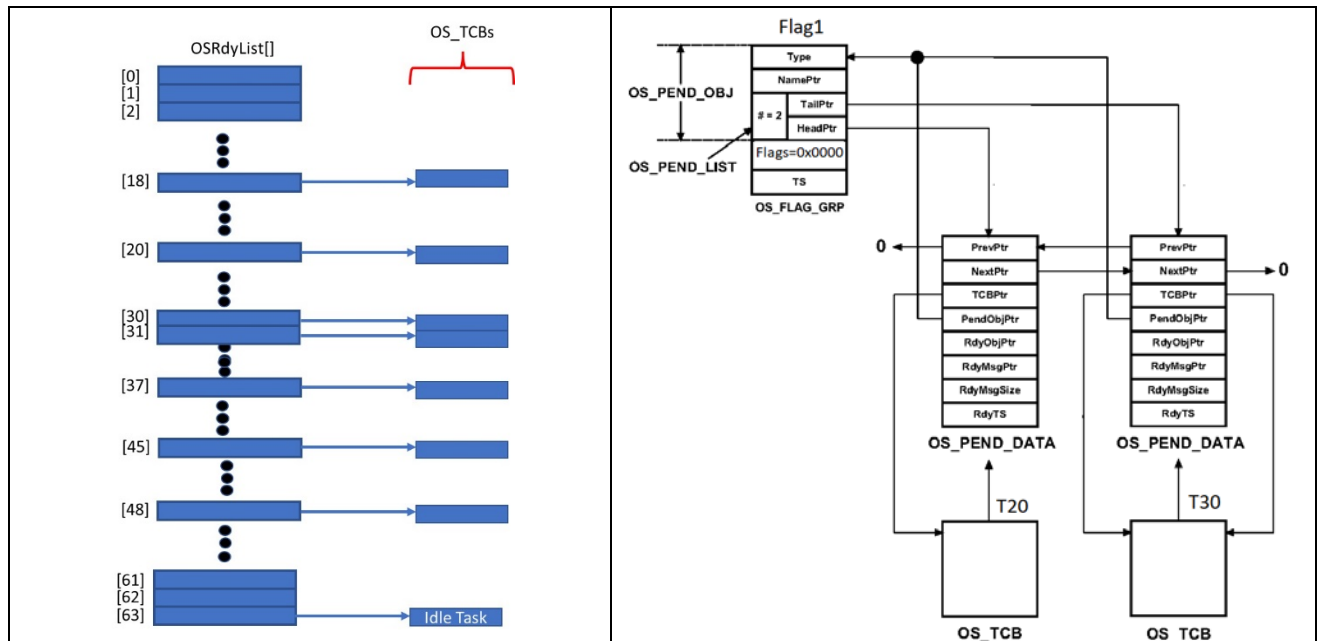 OS_TCBs
OSRdyList[]
[0]
[1]
[2]
[18]
[20]
[30]
[31]
[37]
[45]
[48]
[61]
[62]
[63]
Idle Task
Flag1
Type
NamePtr
OS_PEND_OBJ
# = 2
TailPtr
HeadPtr
OS_PEND_LIST
Flags=0x0000
TS
OS_FLAG_GRP
0
PrevPtr
NextPtr
TCBPtr
PendObjPtr
RdyObjPtr
RdyMsgPtr
RdyMsgSize
RdyTS
OS_PEND_DATA
T20
OS_TCB
PrevPtr
NextPtr
0
TCBPtr
PendObjPtr
RdyObjPtr
RdyMsgPtr
RdyMsgSize
RdyTS
OS_PEND_DATA
T30
OS_TCB